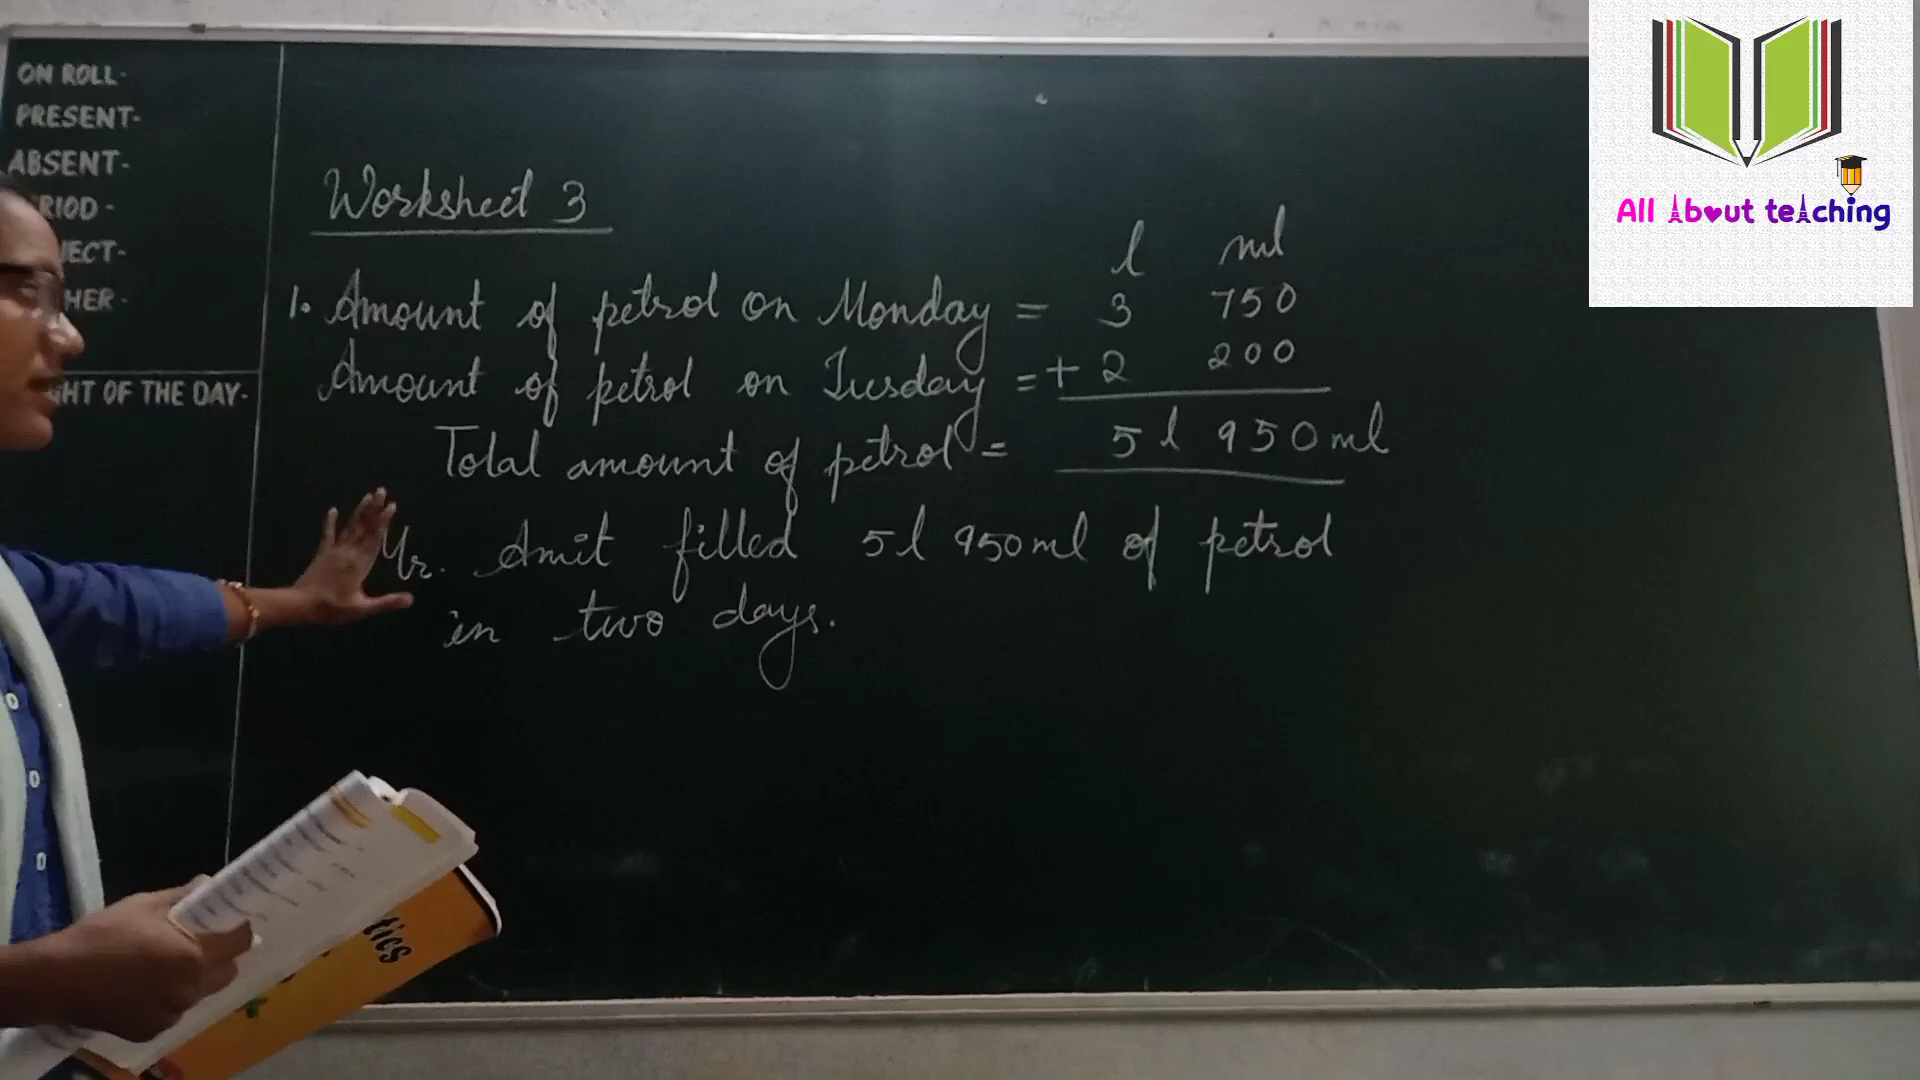 ON ROLL-
PRESENT-
ABSENT-
RIOD -
JECT-
HER -
GHT OF THE DAY-
All About teaching
Worksheet 3
l ml
1. Amount of petrol on Monday = 3 750
Amount of petrol on Tuesday = + 2 200
Total amount of petrol = 5 l 950 ml
Mr. Amit filled 5 l 950 ml of petrol
in two days.
tics